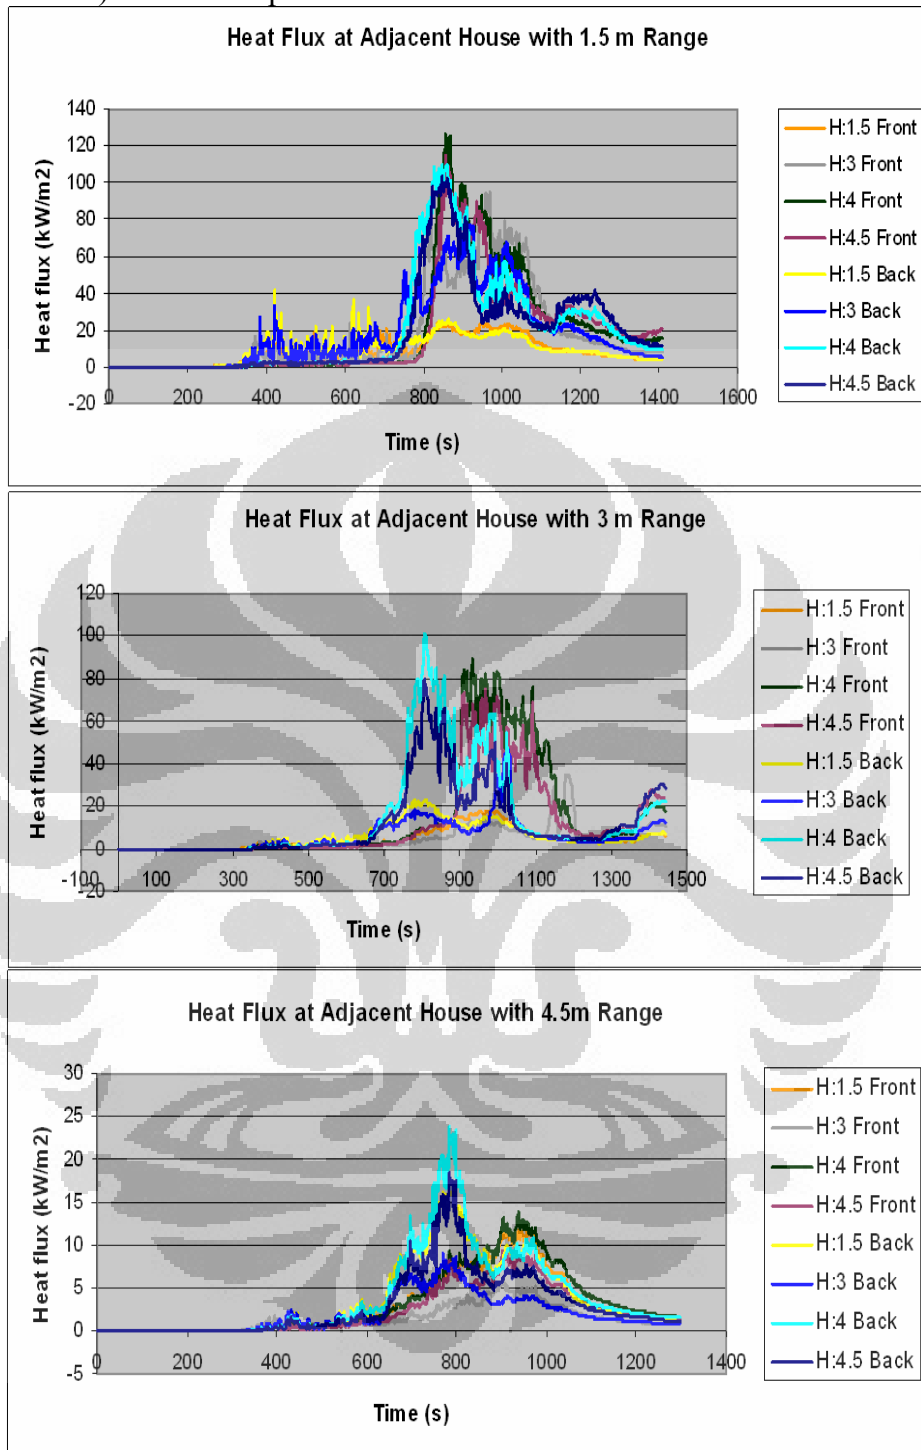 Heat Flux at Adjacent House with 1.5 m Range
Heat flux (kW/m2)
140
120
100
80
60
40
20
0
-20
0 200 400 600 800 1000 1200 1400 1600
Time (s)
H:1.5 Front
H:3 Front
H:4 Front
H:4.5 Front
H:1.5 Back
H:3 Back
H:4 Back
H:4.5 Back
Heat Flux at Adjacent House with 3 m Range
Heat flux (kW/m2)
120
100
80
60
40
20
0
-20
-100 100 300 500 700 900 1100 1300 1500
Time (s)
H:1.5 Front
H:3 Front
H:4 Front
H:4.5 Front
H:1.5 Back
H:3 Back
H:4 Back
H:4.5 Back
Heat Flux at Adjacent House with 4.5m Range
Heat flux (kW/m2)
30
25
20
15
10
5
0
-5
0 200 400 600 800 1000 1200 1400
Time (s)
H:1.5 Front
H:3 Front
H:4 Front
H:4.5 Front
H:1.5 Back
H:3 Back
H:4 Back
H:4.5 Back